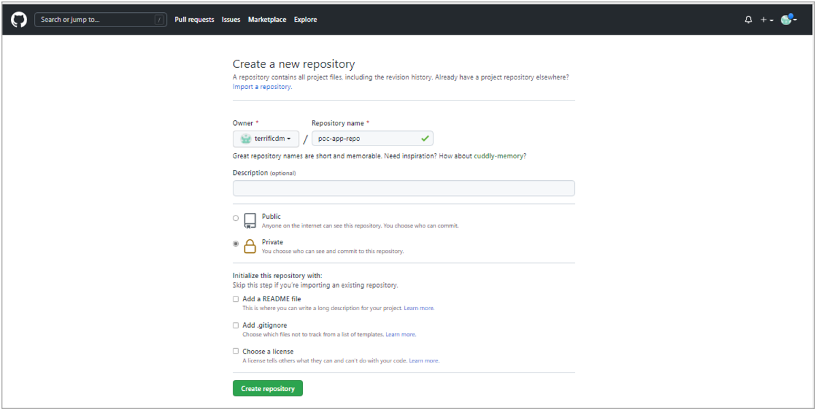 Search or jump to... /
Pull requests Issues Marketplace Explore
Create a new repository
A repository contains all project files, including the revision history. Already have a project repository elsewhere?
Import a repository.
Owner * Repository name *
terrificdm / poc-app-repo
Great repository names are short and memorable. Need inspiration? How about cuddly-memory?
Description (optional)
Public
Anyone on the internet can see this repository. You choose who can commit.
Private
You choose who can see and commit to this repository.
Initialize this repository with:
Skip this step if you're importing an existing repository.
Add a README file
This is where you can write a long description for your project. Learn more.
Add .gitignore
Choose which files not to track from a list of templates. Learn more.
Choose a license
A license tells others what they can and can't do with your code. Learn more.
Create repository